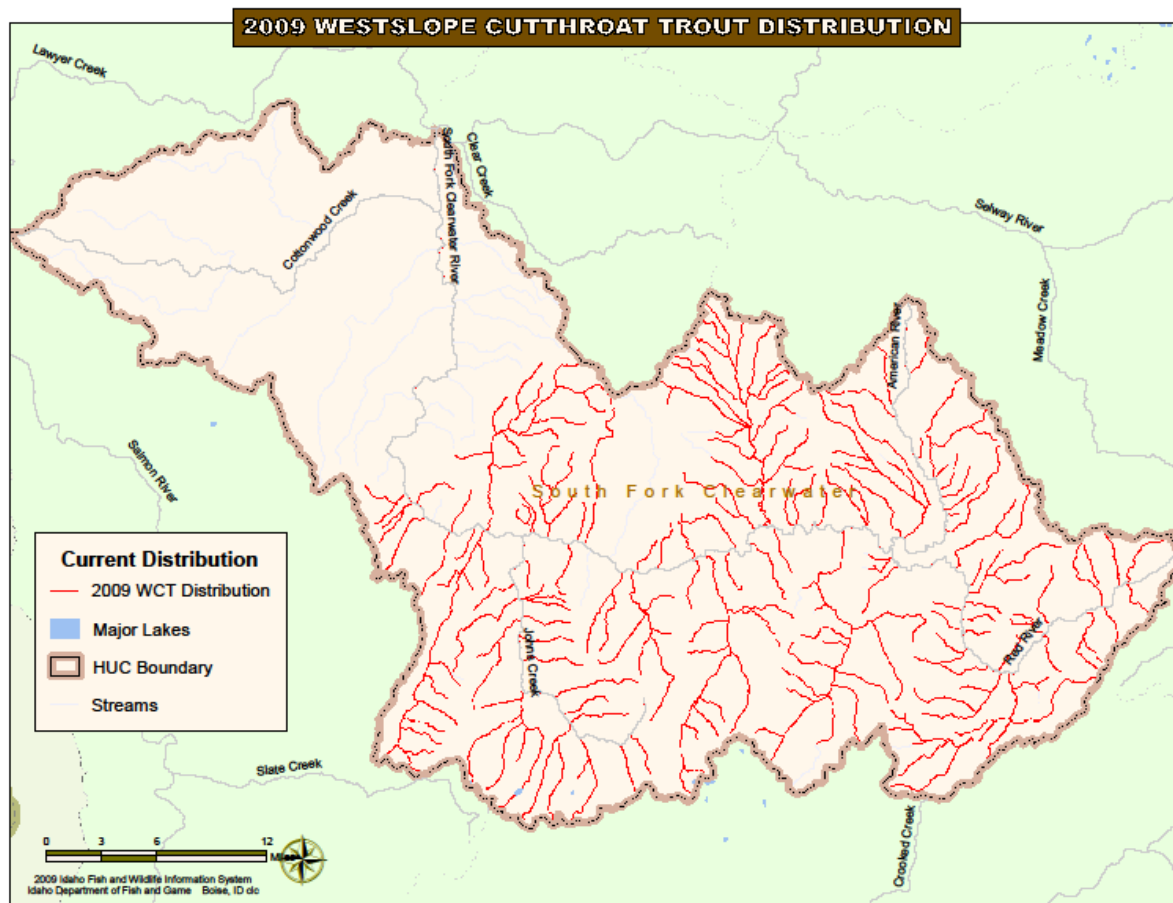 2009 WESTSLOPE CUTTHROAT TROUT DISTRIBUTION
Lawyer Creek
South Fork Clearwater River
Clear Creek
Cottonwood Creek
Selway River
Meadow Creek
American River
Salmon River
South Fork Clearwater
Johns Creek
Red River
Slate Creek
Crooked Creek
Current Distribution
2009 WCT Distribution
Major Lakes
HUC Boundary
Streams
0 3 6 12
Miles
2009 Idaho Fish and Wildlife Information System
Idaho Department of Fish and Game Boise, ID clc